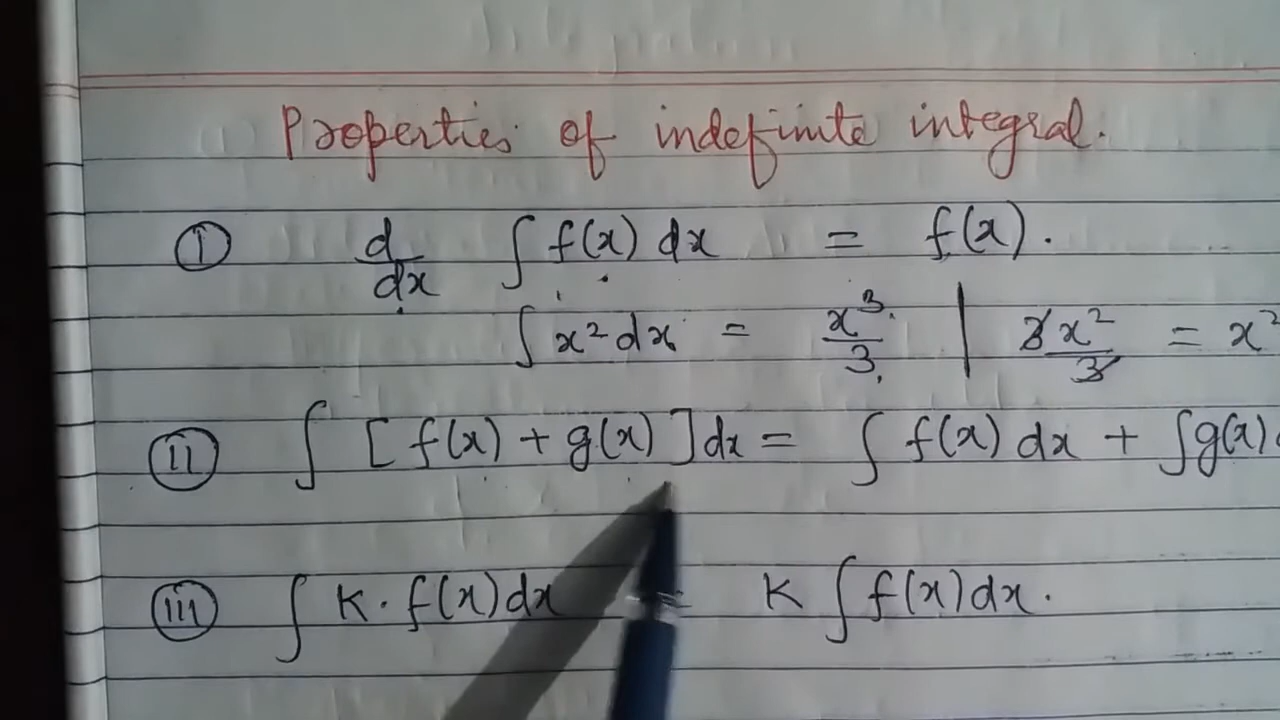 Properties of indefinite integral.
(i) d/dx ∫ f(x) dx = f(x).
∫ x² dx = x³/3 | 3x²/3 = x²
(ii) ∫ [f(x) + g(x)] dx = ∫ f(x) dx + ∫ g(x)
(iii) ∫ K · f(x) dx = K ∫ f(x) dx.